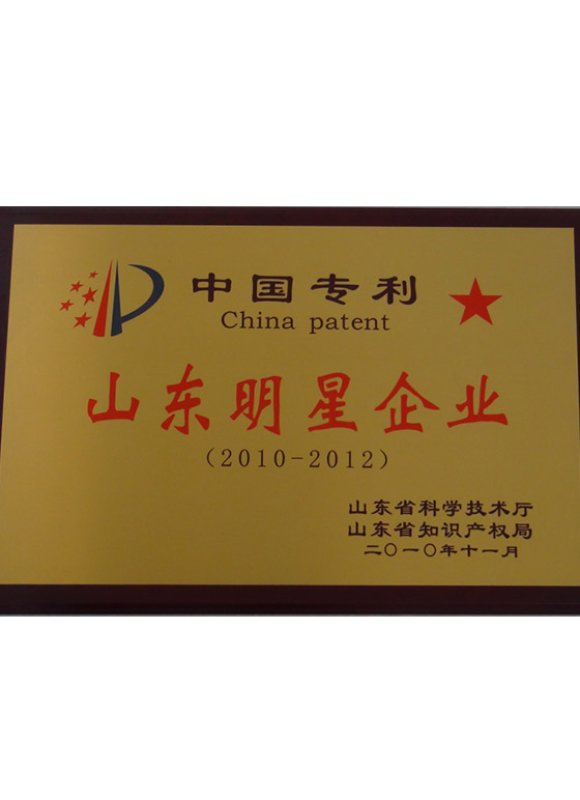 中国专利
China patent
山东明星企业
(2010-2012)
山东省科学技术厅
山东省知识产权局
二〇一〇年十一月